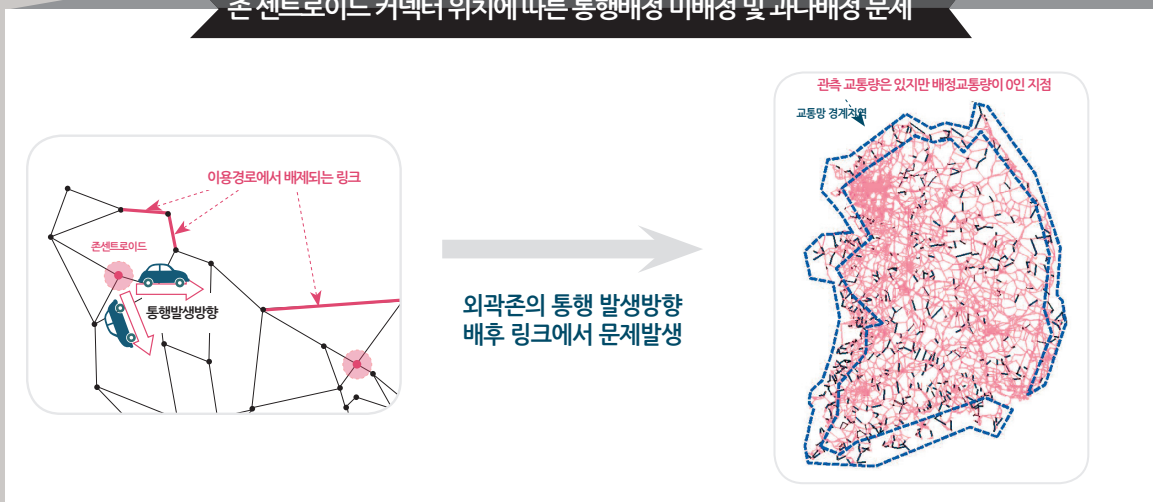 존 센트로이드 커넥터 위치에 따른 통행배정 미배정 및 과다배정 문제
관측 교통량은 있지만 배정교통량이 0인 지점
교통망 경계지역
이용경로에서 배제되는 링크
존센트로이드
통행발생방향
외곽존의 통행 발생방향
배후 링크에서 문제발생